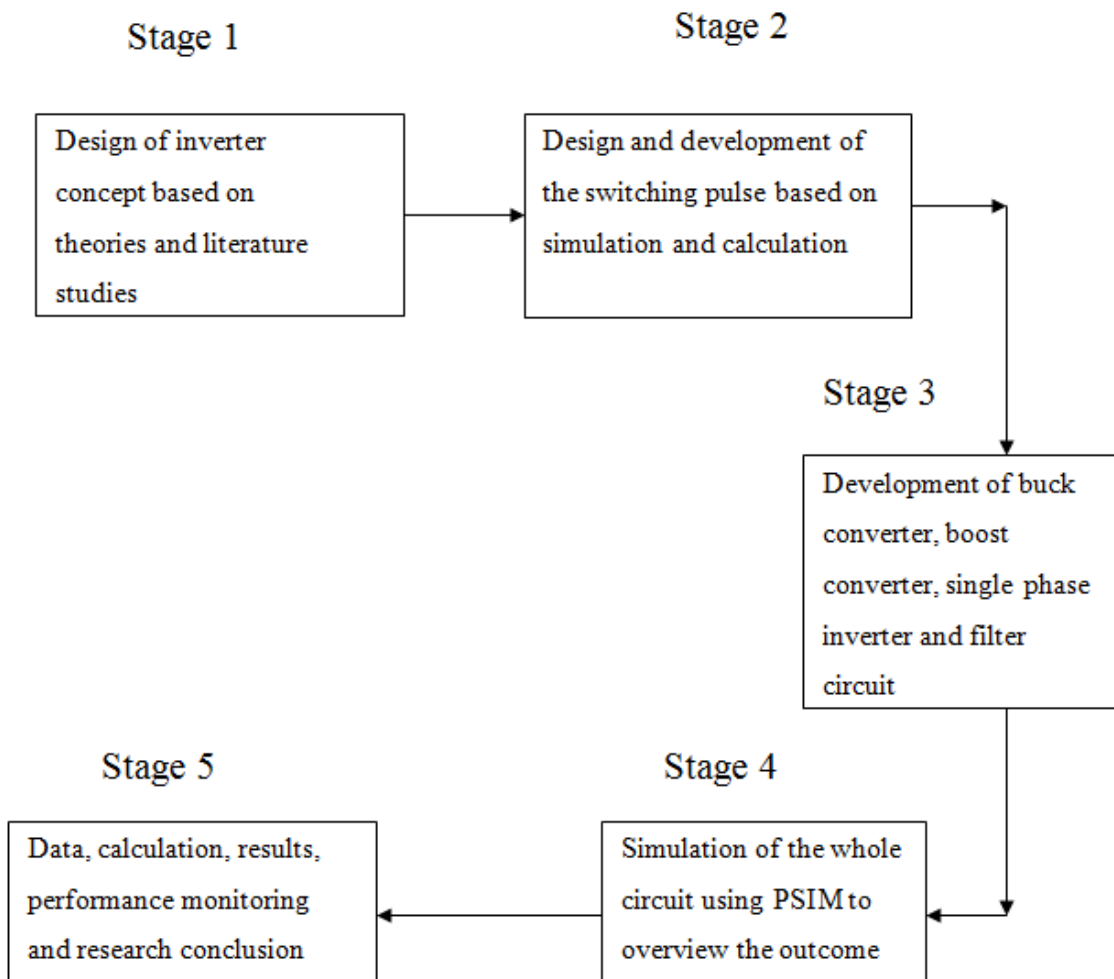 Stage 1
Design of inverter
concept based on
theories and literature
studies
Stage 2
Design and development of
the switching pulse based on
simulation and calculation
Stage 3
Development of buck
converter, boost
converter, single phase
inverter and filter
circuit
Stage 4
Simulation of the whole
circuit using PSIM to
overview the outcome
Stage 5
Data, calculation, results,
performance monitoring
and research conclusion